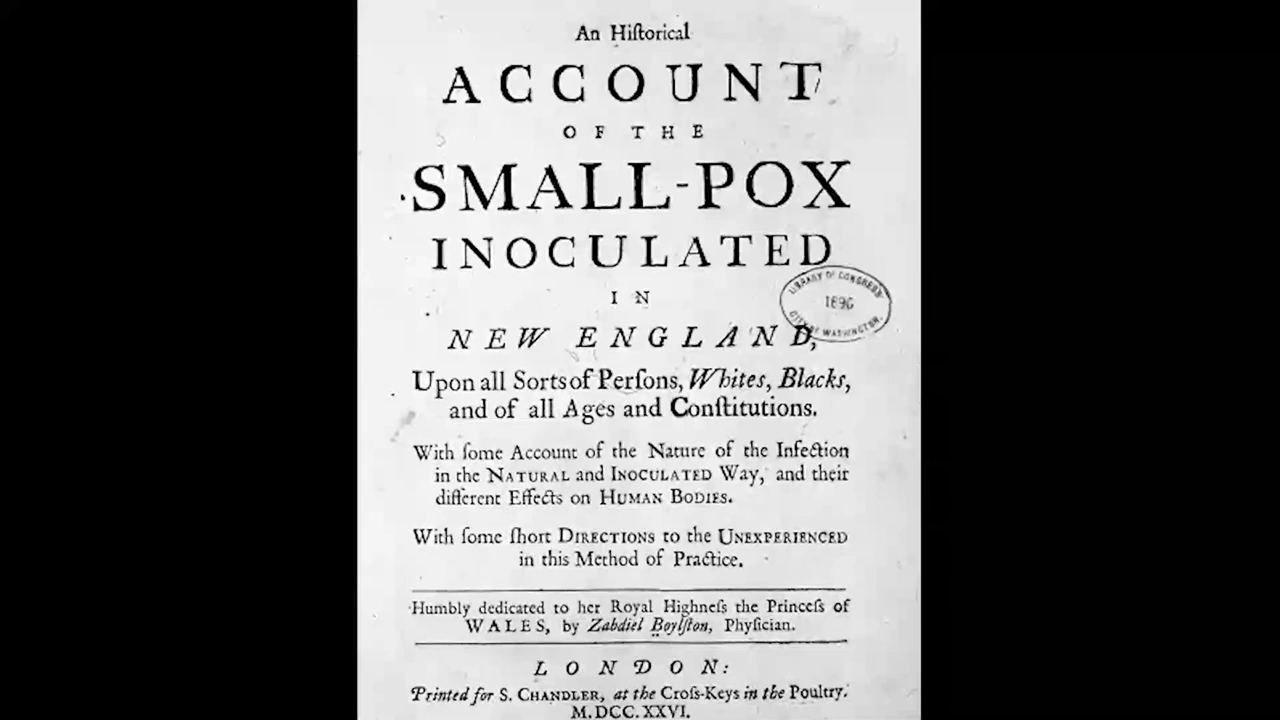 An Hiſtorical
ACCOUNT
OF THE
SMALL-POX
INOCULATED
IN
NEW ENGLAND,
Upon all Sorts of Perſons, Whites, Blacks,
and of all Ages and Conſtitutions.
With ſome Account of the Nature of the Infection
in the NATURAL and INOCULATED Way, and their
different Effects on HUMAN BODIES.
With ſome ſhort DIRECTIONS to the UNEXPERIENCED
in this Method of Practice.
Humbly dedicated to her Royal Highneſs the Princeſs of
WALES, by Zabdiel Boylſton, Phyſician.
LONDON:
Printed for S. CHANDLER, at the Croſs-Keys in the Poultry.
M.DCC.XXVI.
LIBRARY OF CONGRESS
1896
CITY OF WASHINGTON.